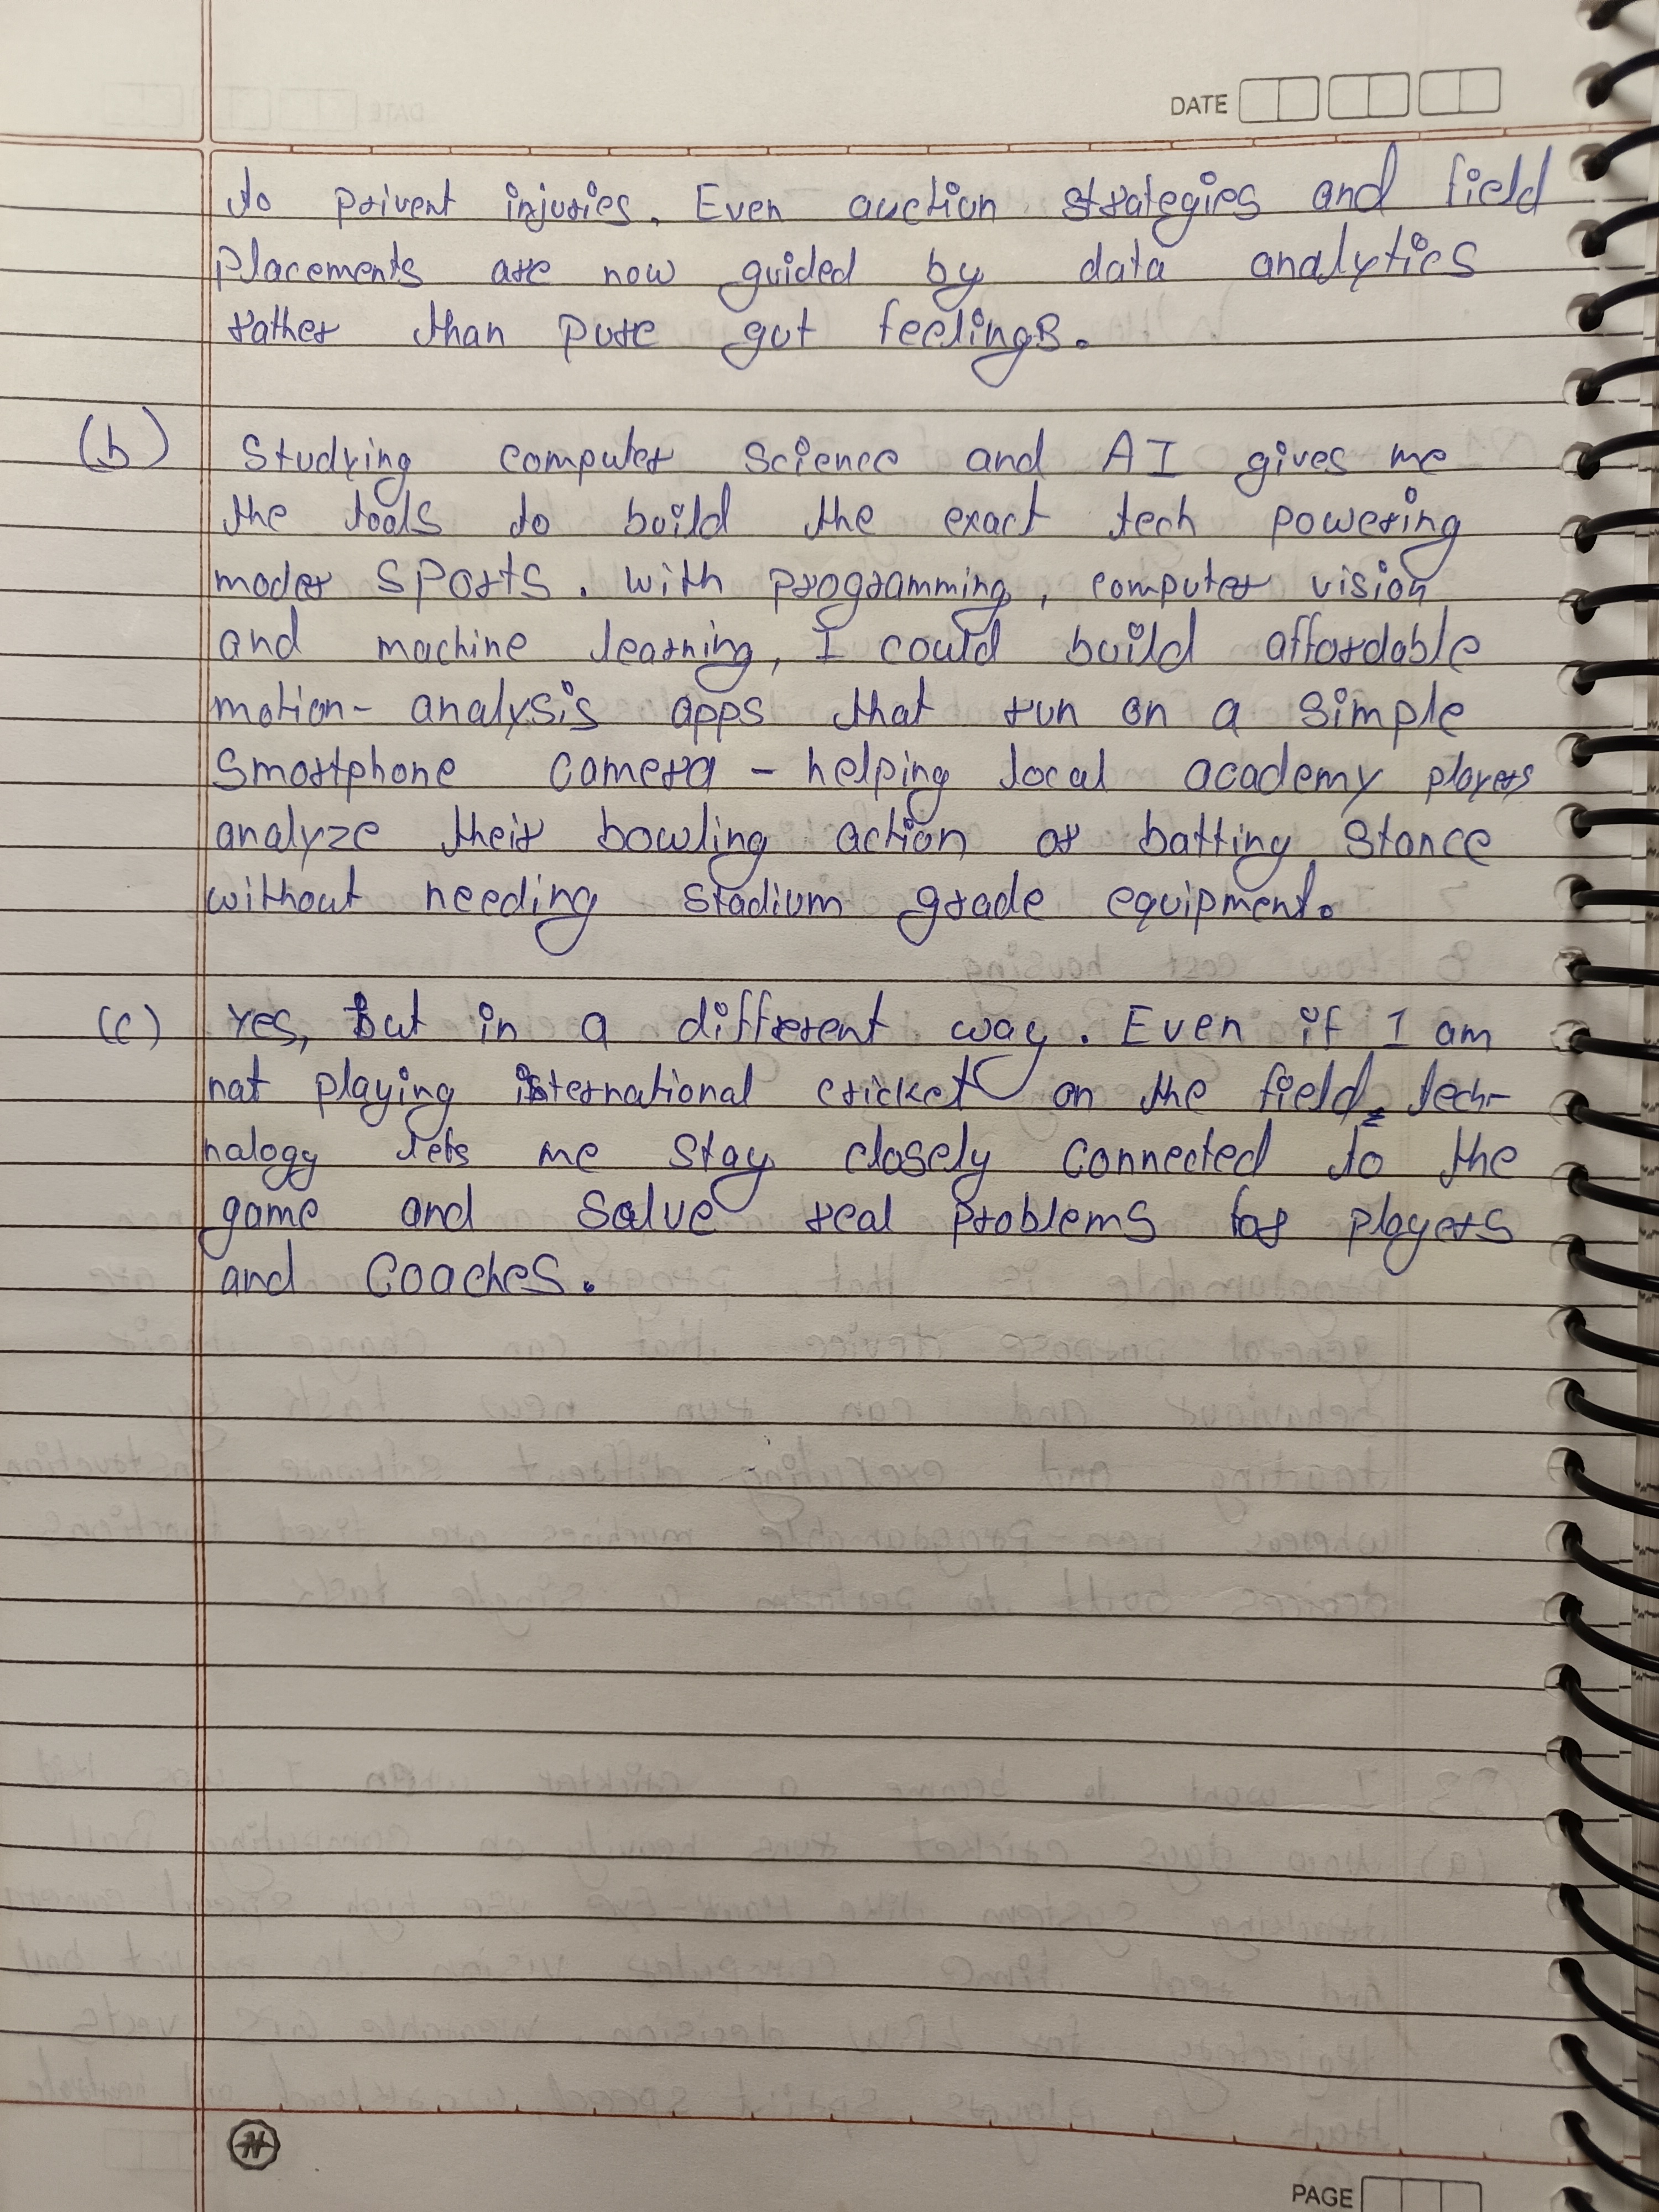 DATE
to privent injuries. Even auction strategies and field
placements are now guided by data analytics
rather than pure gut feelings.
(b) Studying computer science and AI gives me
the tools to build the exact tech powering
moder sports. with programming, computer vision
and machine learning, I could build affordable
motion-analysis apps that run on a simple
smartphone camera - helping local academy players
analyze their bowling action or batting stance
without needing stadium grade equipment.
(c) Yes, but in a different way. Even if I am
not playing international cricket on the field, tech-
nology lets me stay closely connected to the
game and solve real problems for players
and coaches.
N
PAGE